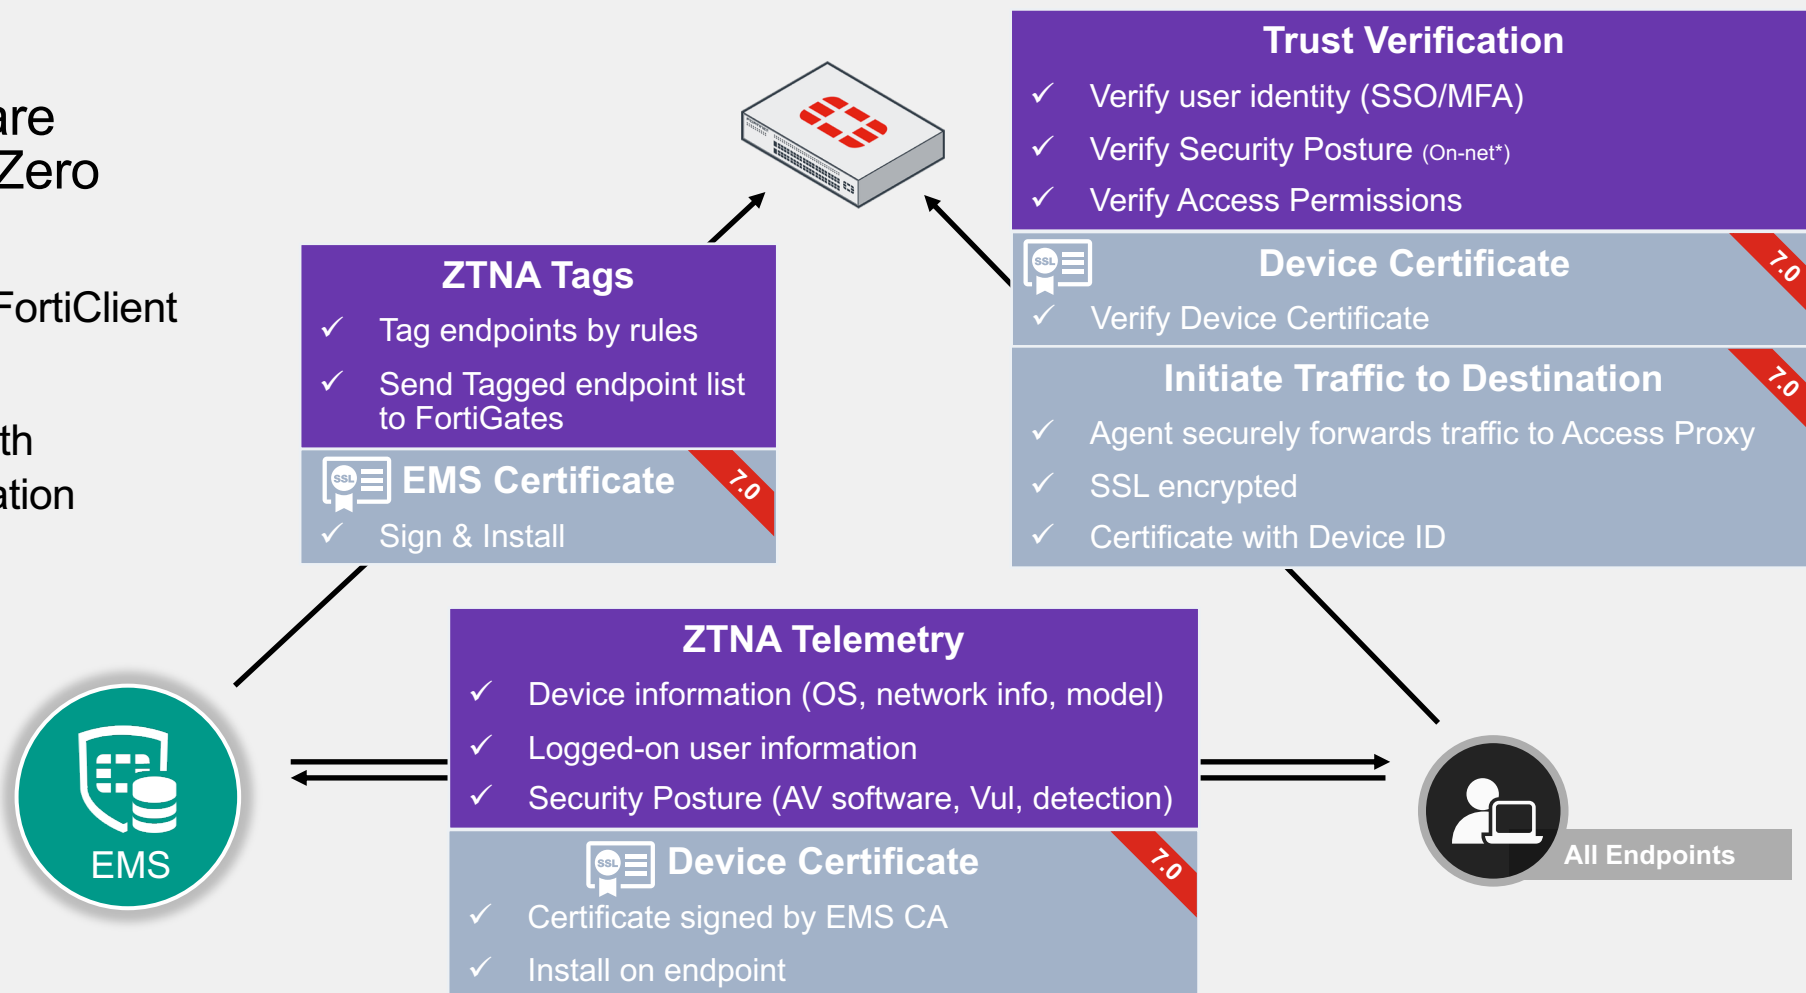 are
Zero
FortiClient
th
ation
ZTNA Tags
Tag endpoints by rules
Send Tagged endpoint list
to FortiGates
SSL
EMS Certificate
7.0
Sign & Install
Trust Verification
Verify user identity (SSO/MFA)
Verify Security Posture (On-net*)
Verify Access Permissions
SSL
Device Certificate
7.0
Verify Device Certificate
Initiate Traffic to Destination
7.0
Agent securely forwards traffic to Access Proxy
SSL encrypted
Certificate with Device ID
ZTNA Telemetry
Device information (OS, network info, model)
Logged-on user information
Security Posture (AV software, Vul, detection)
SSL
Device Certificate
7.0
Certificate signed by EMS CA
Install on endpoint
EMS
All Endpoints